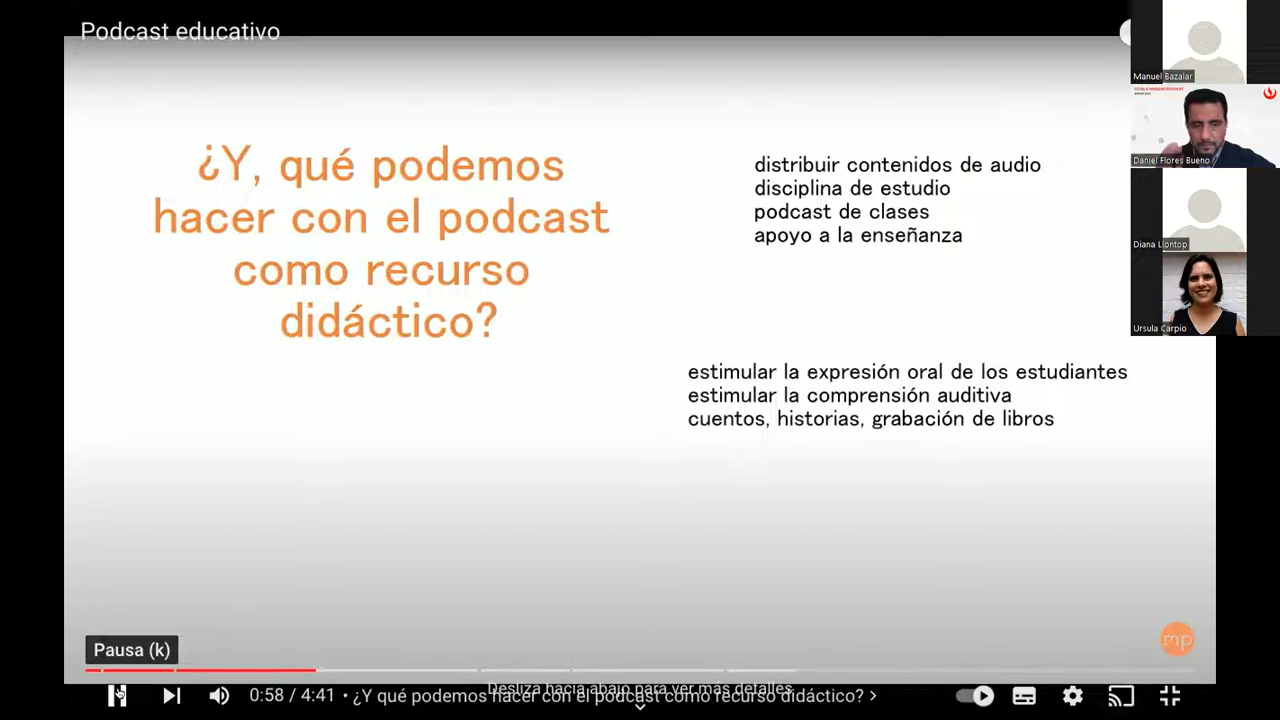 Podcast educativo
¿Y, qué podemos
hacer con el podcast
como recurso
didáctico?
distribuir contenidos de audio
disciplina de estudio
podcast de clases
apoyo a la enseñanza
estimular la expresión oral de los estudiantes
estimular la comprensión auditiva
cuentos, historias, grabación de libros
Manuel Bazalar
Daniel Flores Bueno
Diana Llontop
Ursula Carpio
mp
Pausa (k)
Desliza hacia abajo para ver más detalles
0:58 / 4:41 • ¿Y qué podemos hacer con el podcast como recurso didáctico? >